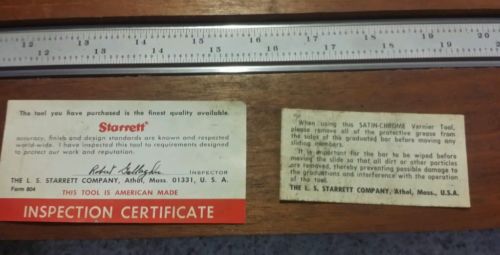 12 13 14 15 16 17 18 19 20
12 13 14 15 16 17 18 19
The tool you have purchased is the finest quality available.
Starrett
accuracy, finish and design standards are known and respected
world-wide. I have inspected this tool to requirements designed
to protect our work and reputation.
Robert Gallagher INSPECTOR
THE L. S. STARRETT COMPANY, Athol, Mass. 01331, U. S. A.
Form 804
THIS TOOL IS AMERICAN MADE
INSPECTION CERTIFICATE
When using this SATIN-CHROME Vernier Tool,
please remove all of the protective grease from
the sides of the graduated bar before moving any
sliding members.
It is important for the bar to be wiped before
moving the slide so that all dirt or other particles
are removed, thereby preventing possible damage to
the graduations and interference with the operation
of the tool.
THE L. S. STARRETT COMPANY, Athol, Mass., U.S.A.